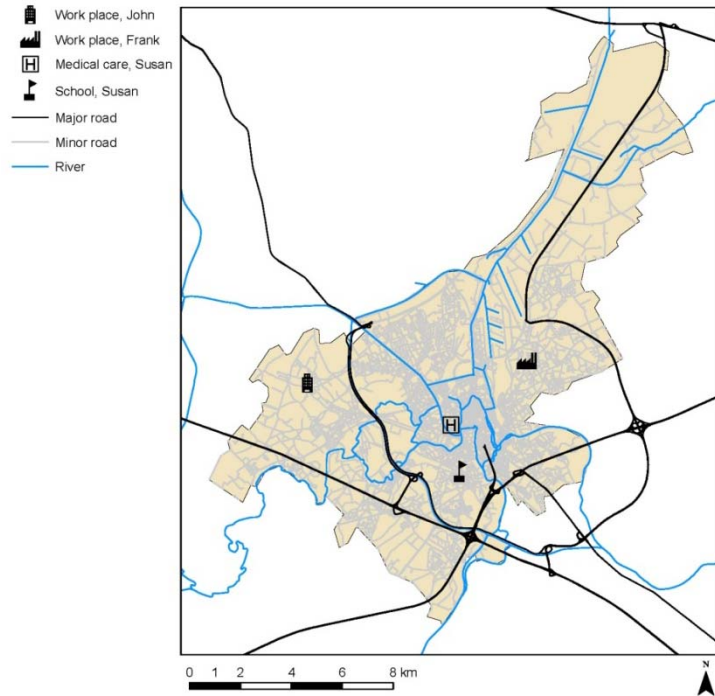 Work place, John
Work place, Frank
H Medical care, Susan
School, Susan
Major road
Minor road
River
H
0 1 2 4 6 8 km
N